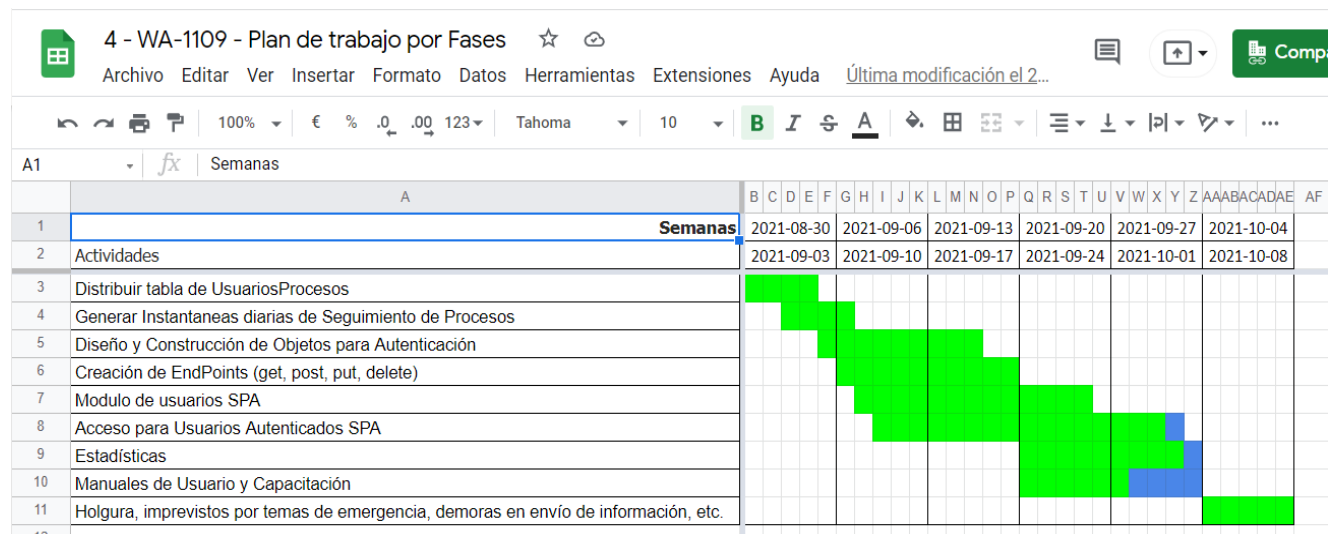 4 - WA-1109 - Plan de trabajo por Fases
Archivo Editar Ver Insertar Formato Datos Herramientas Extensiones Ayuda Última modificación el 2...
100% € % .0 .00 123 Tahoma 10 B I S A ...
A1 fx Semanas
A B C D E F G H I J K L M N O P Q R S T U V W X Y Z AA AB AC AD AE AF
1 Semanas 2021-08-30 2021-09-06 2021-09-13 2021-09-20 2021-09-27 2021-10-04
2 Actividades 2021-09-03 2021-09-10 2021-09-17 2021-09-24 2021-10-01 2021-10-08
3 Distribuir tabla de UsuariosProcesos
4 Generar Instantaneas diarias de Seguimiento de Procesos
5 Diseño y Construcción de Objetos para Autenticación
6 Creación de EndPoints (get, post, put, delete)
7 Modulo de usuarios SPA
8 Acceso para Usuarios Autenticados SPA
9 Estadísticas
10 Manuales de Usuario y Capacitación
11 Holgura, imprevistos por temas de emergencia, demoras en envío de información, etc.